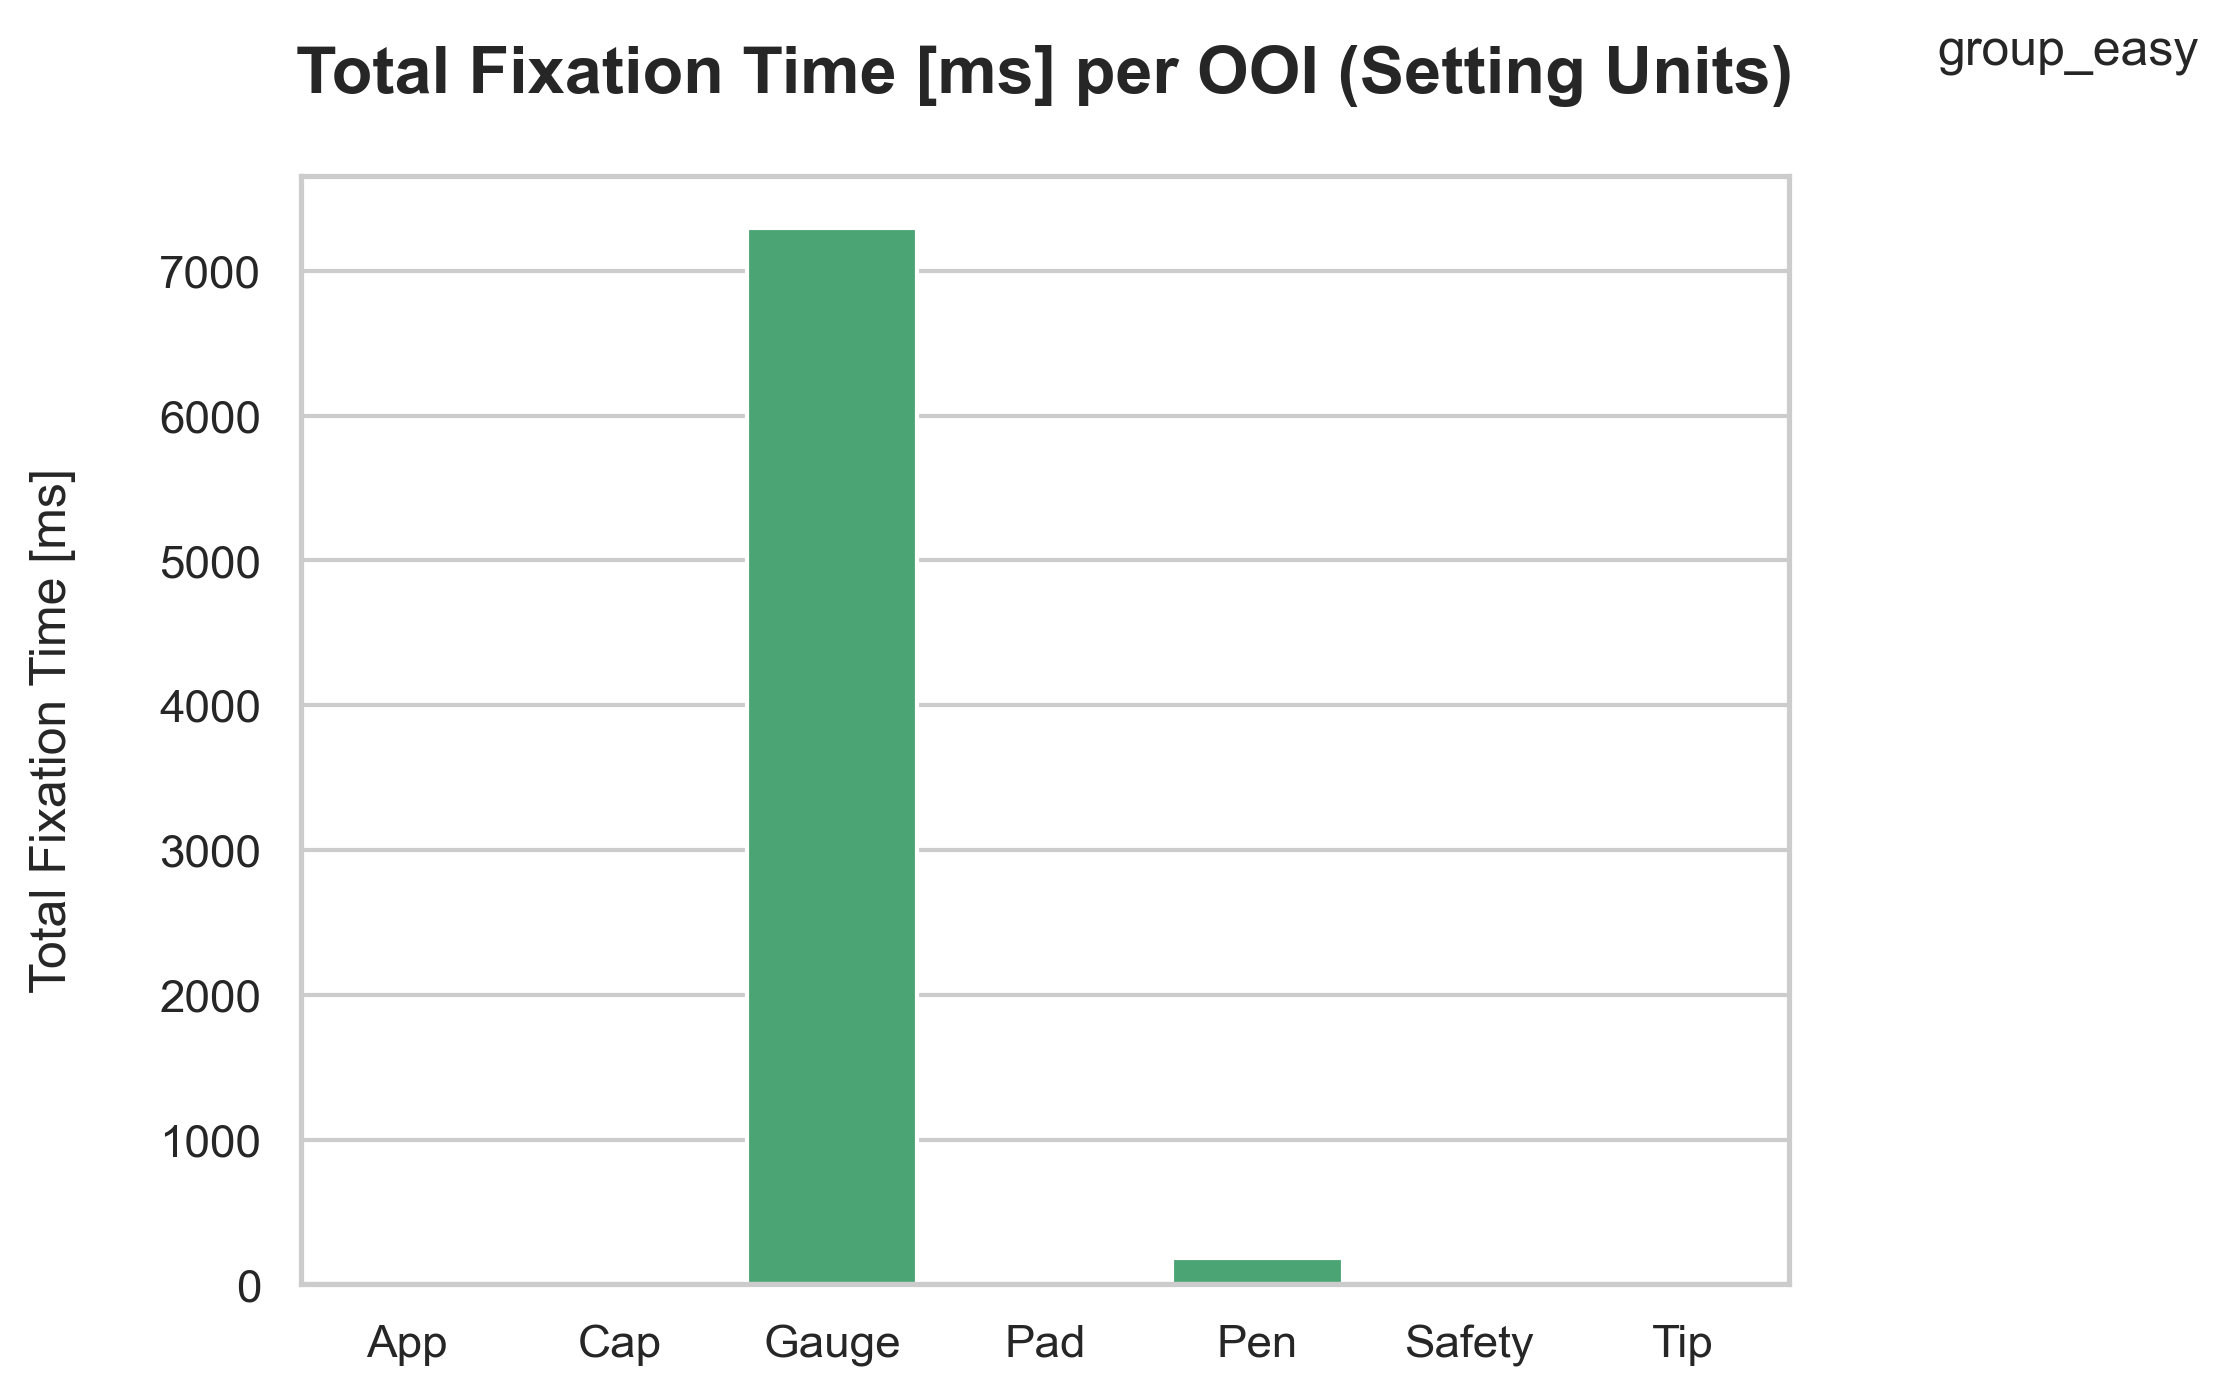 Total Fixation Time [ms] per OOI (Setting Units)
group_easy
Total Fixation Time [ms]
7000
6000
5000
4000
3000
2000
1000
0
App Cap Gauge Pad Pen Safety Tip